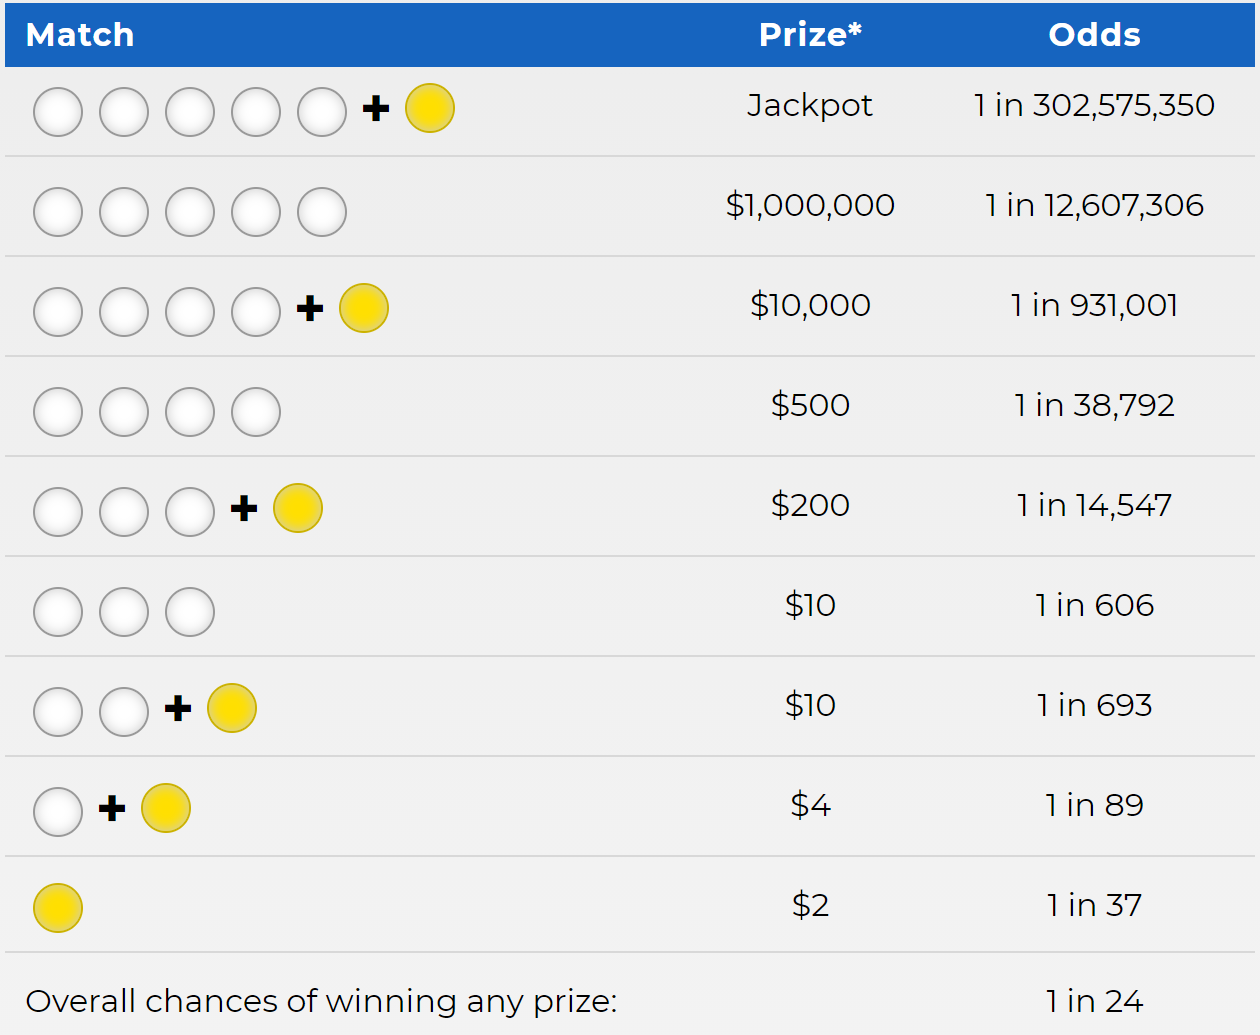 Match Prize* Odds
+ Jackpot 1 in 302,575,350
$1,000,000 1 in 12,607,306
+ $10,000 1 in 931,001
$500 1 in 38,792
+ $200 1 in 14,547
$10 1 in 606
+ $10 1 in 693
+ $4 1 in 89
$2 1 in 37
Overall chances of winning any prize: 1 in 24